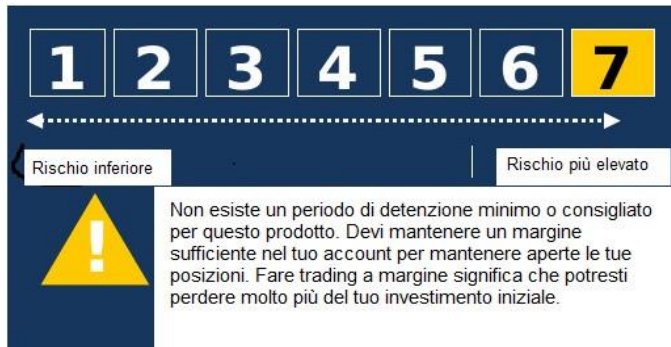 1 2 3 4 5 6 7
Rischio inferiore Rischio più elevato
!
Non esiste un periodo di detenzione minimo o consigliato
per questo prodotto. Devi mantenere un margine
sufficiente nel tuo account per mantenere aperte le tue
posizioni. Fare trading a margine significa che potresti
perdere molto più del tuo investimento iniziale.